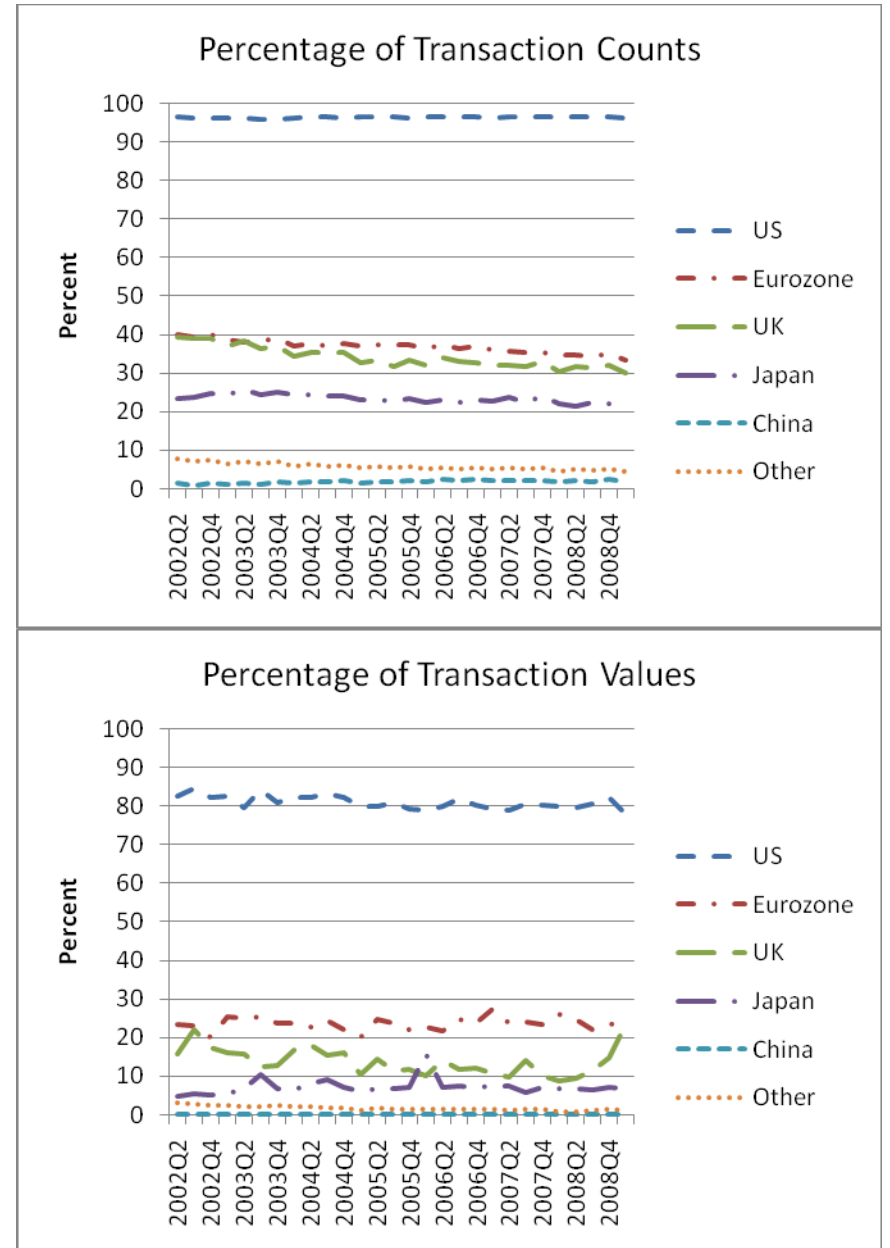 Percentage of Transaction Counts
100
90
80
70
60
50
40
30
20
10
0
Percent
2002Q2
2002Q4
2003Q2
2003Q4
2004Q2
2004Q4
2005Q2
2005Q4
2006Q2
2006Q4
2007Q2
2007Q4
2008Q2
2008Q4
US
Eurozone
UK
Japan
China
Other
Percentage of Transaction Values
100
90
80
70
60
50
40
30
20
10
0
Percent
2002Q2
2002Q4
2003Q2
2003Q4
2004Q2
2004Q4
2005Q2
2005Q4
2006Q2
2006Q4
2007Q2
2007Q4
2008Q2
2008Q4
US
Eurozone
UK
Japan
China
Other